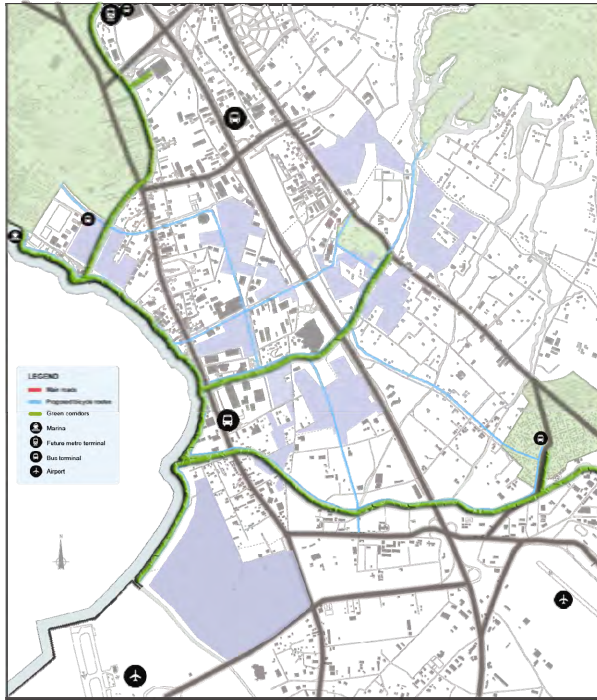 LEGEND
Main roads
Proposed bicycle routes
Green corridors
Marina
Future metro terminal
Bus terminal
Airport
N